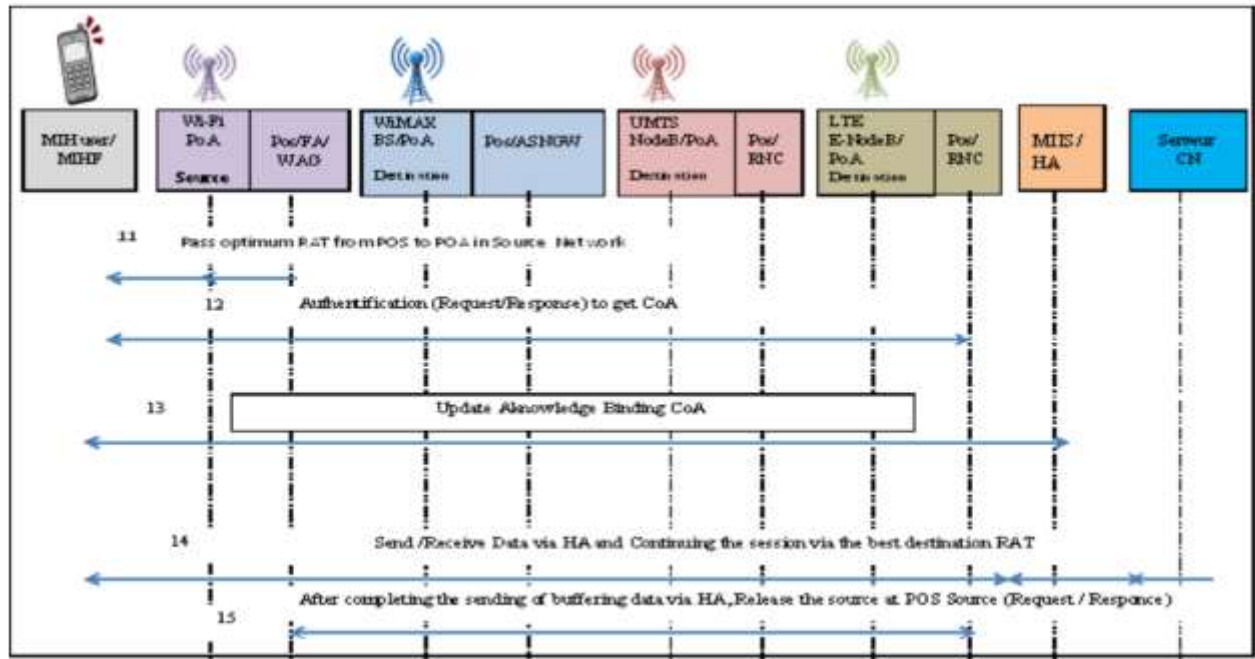 MIH user/
MIHF
Wi-Fi
PoA
Source
Pos/FA/
WAG
WiMAX
BS/PoA
Destination
Pos/ASNGW
UMTS
NodeB/PoA
Destination
Pos/
RNC
LTE
E-NodeB/
PoA
Destination
Pos/
RNC
MIIS /
HA
Serveur
CN
11 Pass optimum RAT from POS to POA in Source Network
12 Authentification (Request/Response) to get CoA
13 Update Aknowledge Binding CoA
14 Send /Receive Data via HA and Continuing the session via the best destination RAT
After completing the sending of buffering data via HA, Release the source at POS Source (Request / Responce)
15